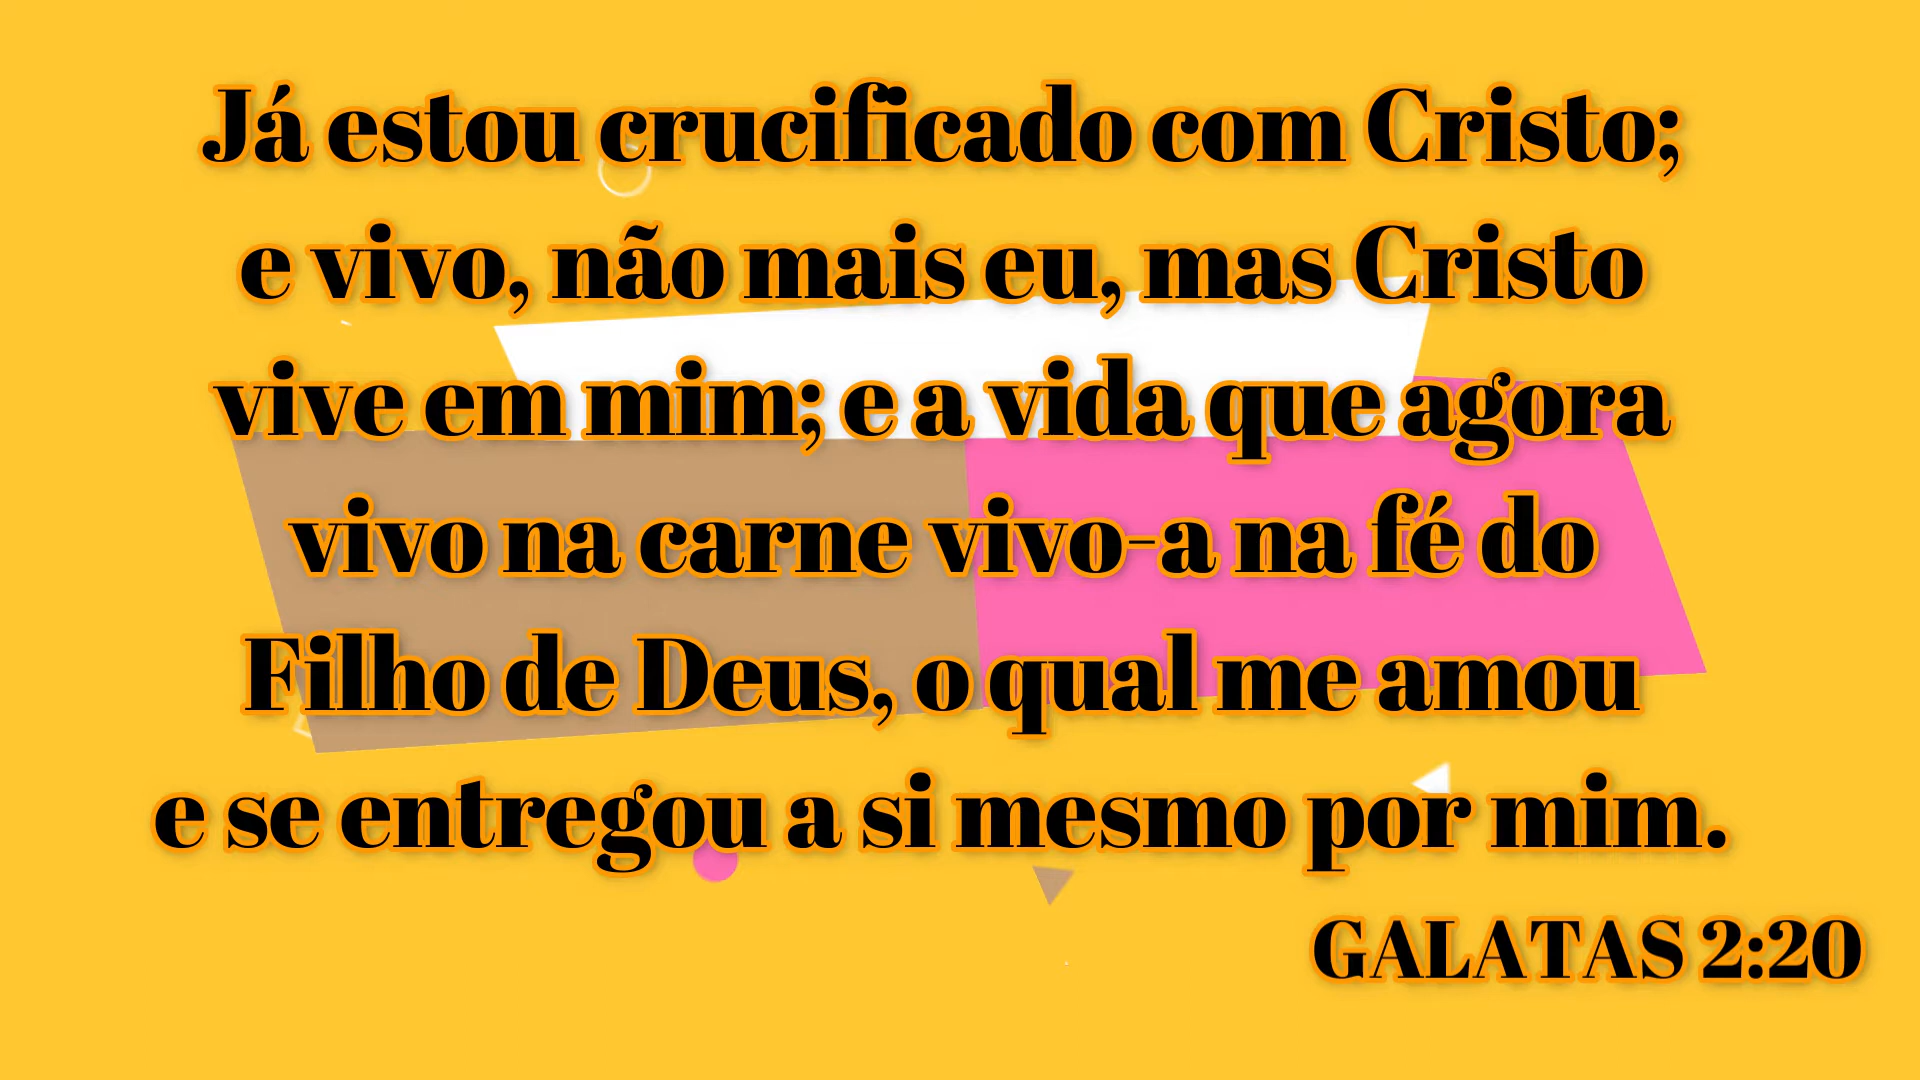 Já estou crucificado com Cristo;
e vivo, não mais eu, mas Cristo
vive em mim; e a vida que agora
vivo na carne vivo-a na fé do
Filho de Deus, o qual me amou
e se entregou a si mesmo por mim.
GALATAS 2:20